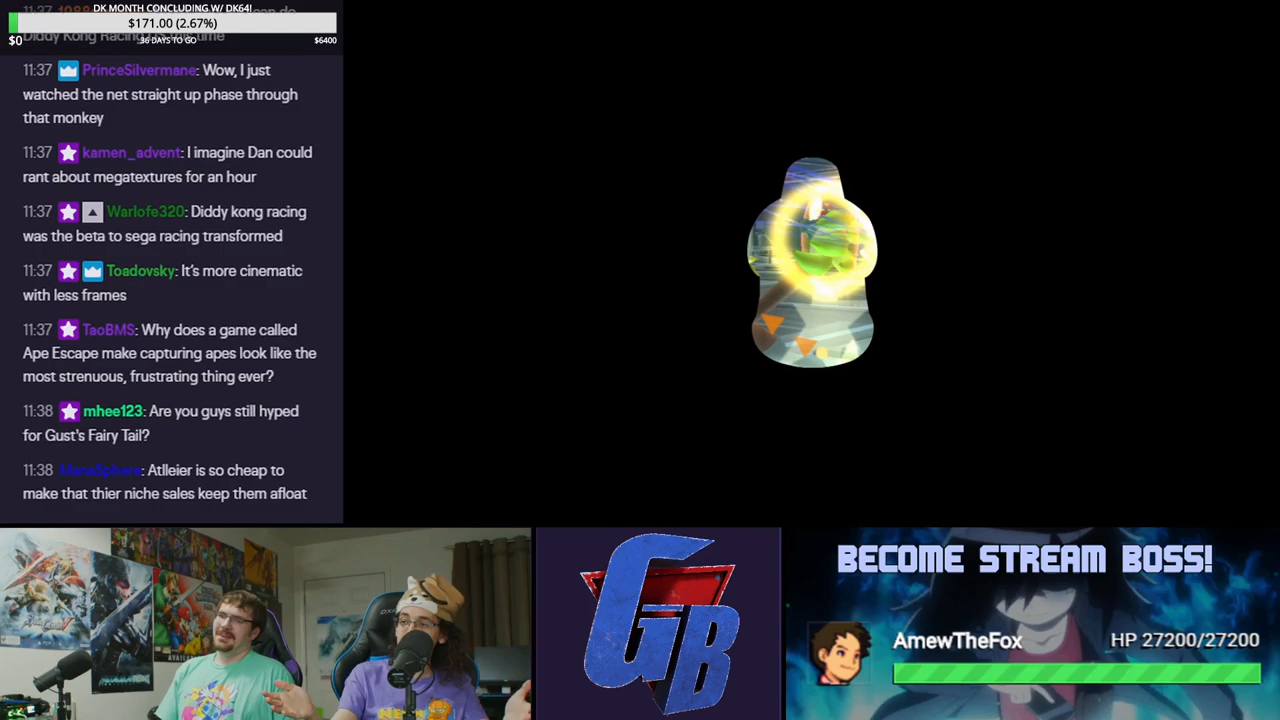 DK MONTH CONCLUDING W/ DK64!
$171.00 (2.67%)
$0
36 DAYS TO GO
$6400
Diddy Kong Racing
time
11:37 PrinceSilvermane: Wow, I just
watched the net straight up phase through
that monkey
11:37 kamen_advent: I imagine Dan could
rant about megatextures for an hour
11:37 Warlofe320: Diddy kong racing
was the beta to sega racing transformed
11:37 Toadovsky: It's more cinematic
with less frames
11:37 TaoBMS: Why does a game called
Ape Escape make capturing apes look like the
most strenuous, frustrating thing ever?
11:38 mhee123: Are you guys still hyped
for Gust's Fairy Tail?
11:38 ManaSphere: Atlleier is so cheap to
make that thier niche sales keep them afloat
GB
BECOME STREAM BOSS!
AmewTheFox
HP 27200/27200